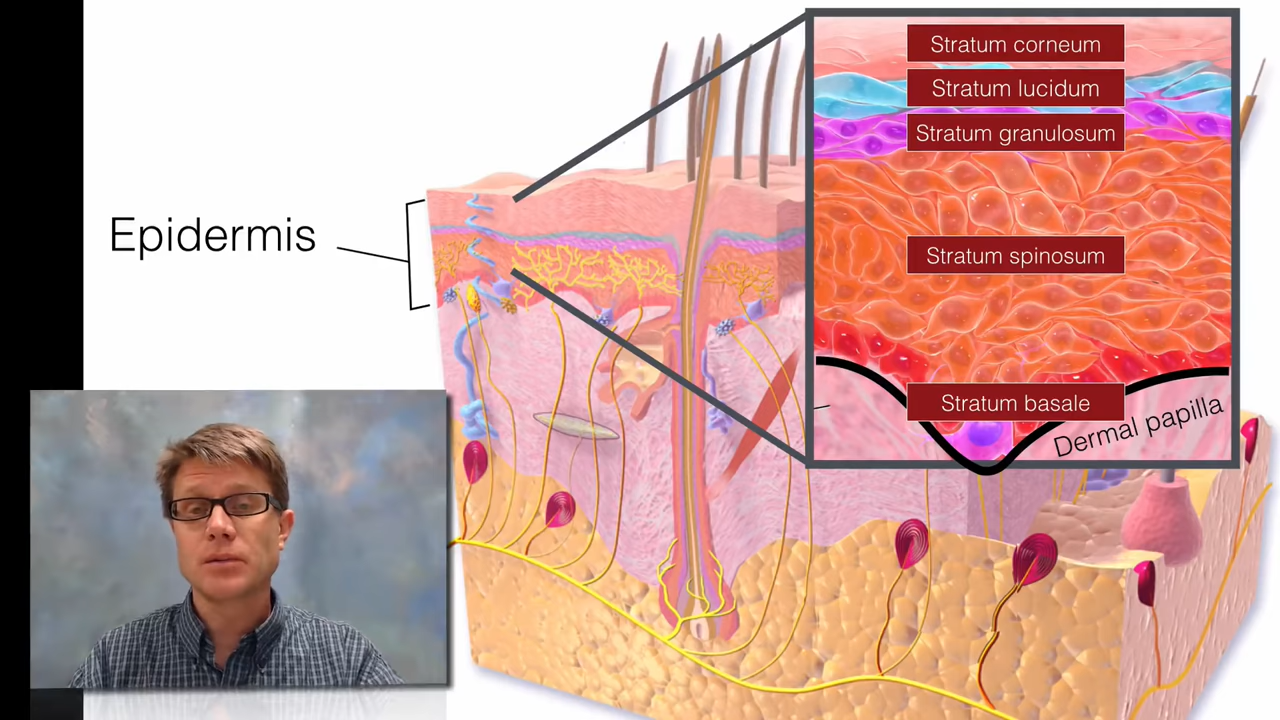 Epidermis
Stratum corneum
Stratum lucidum
Stratum granulosum
Stratum spinosum
Stratum basale
Dermal papilla